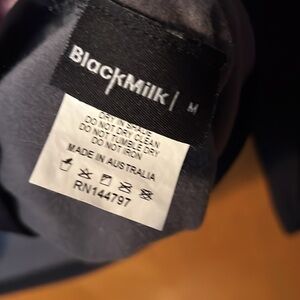 BlackMilk | M
DRY IN SHADE
DO NOT DRY CLEAN
DO NOT TUMBLE DRY
DO NOT IRON
MADE IN AUSTRALIA
RN144797